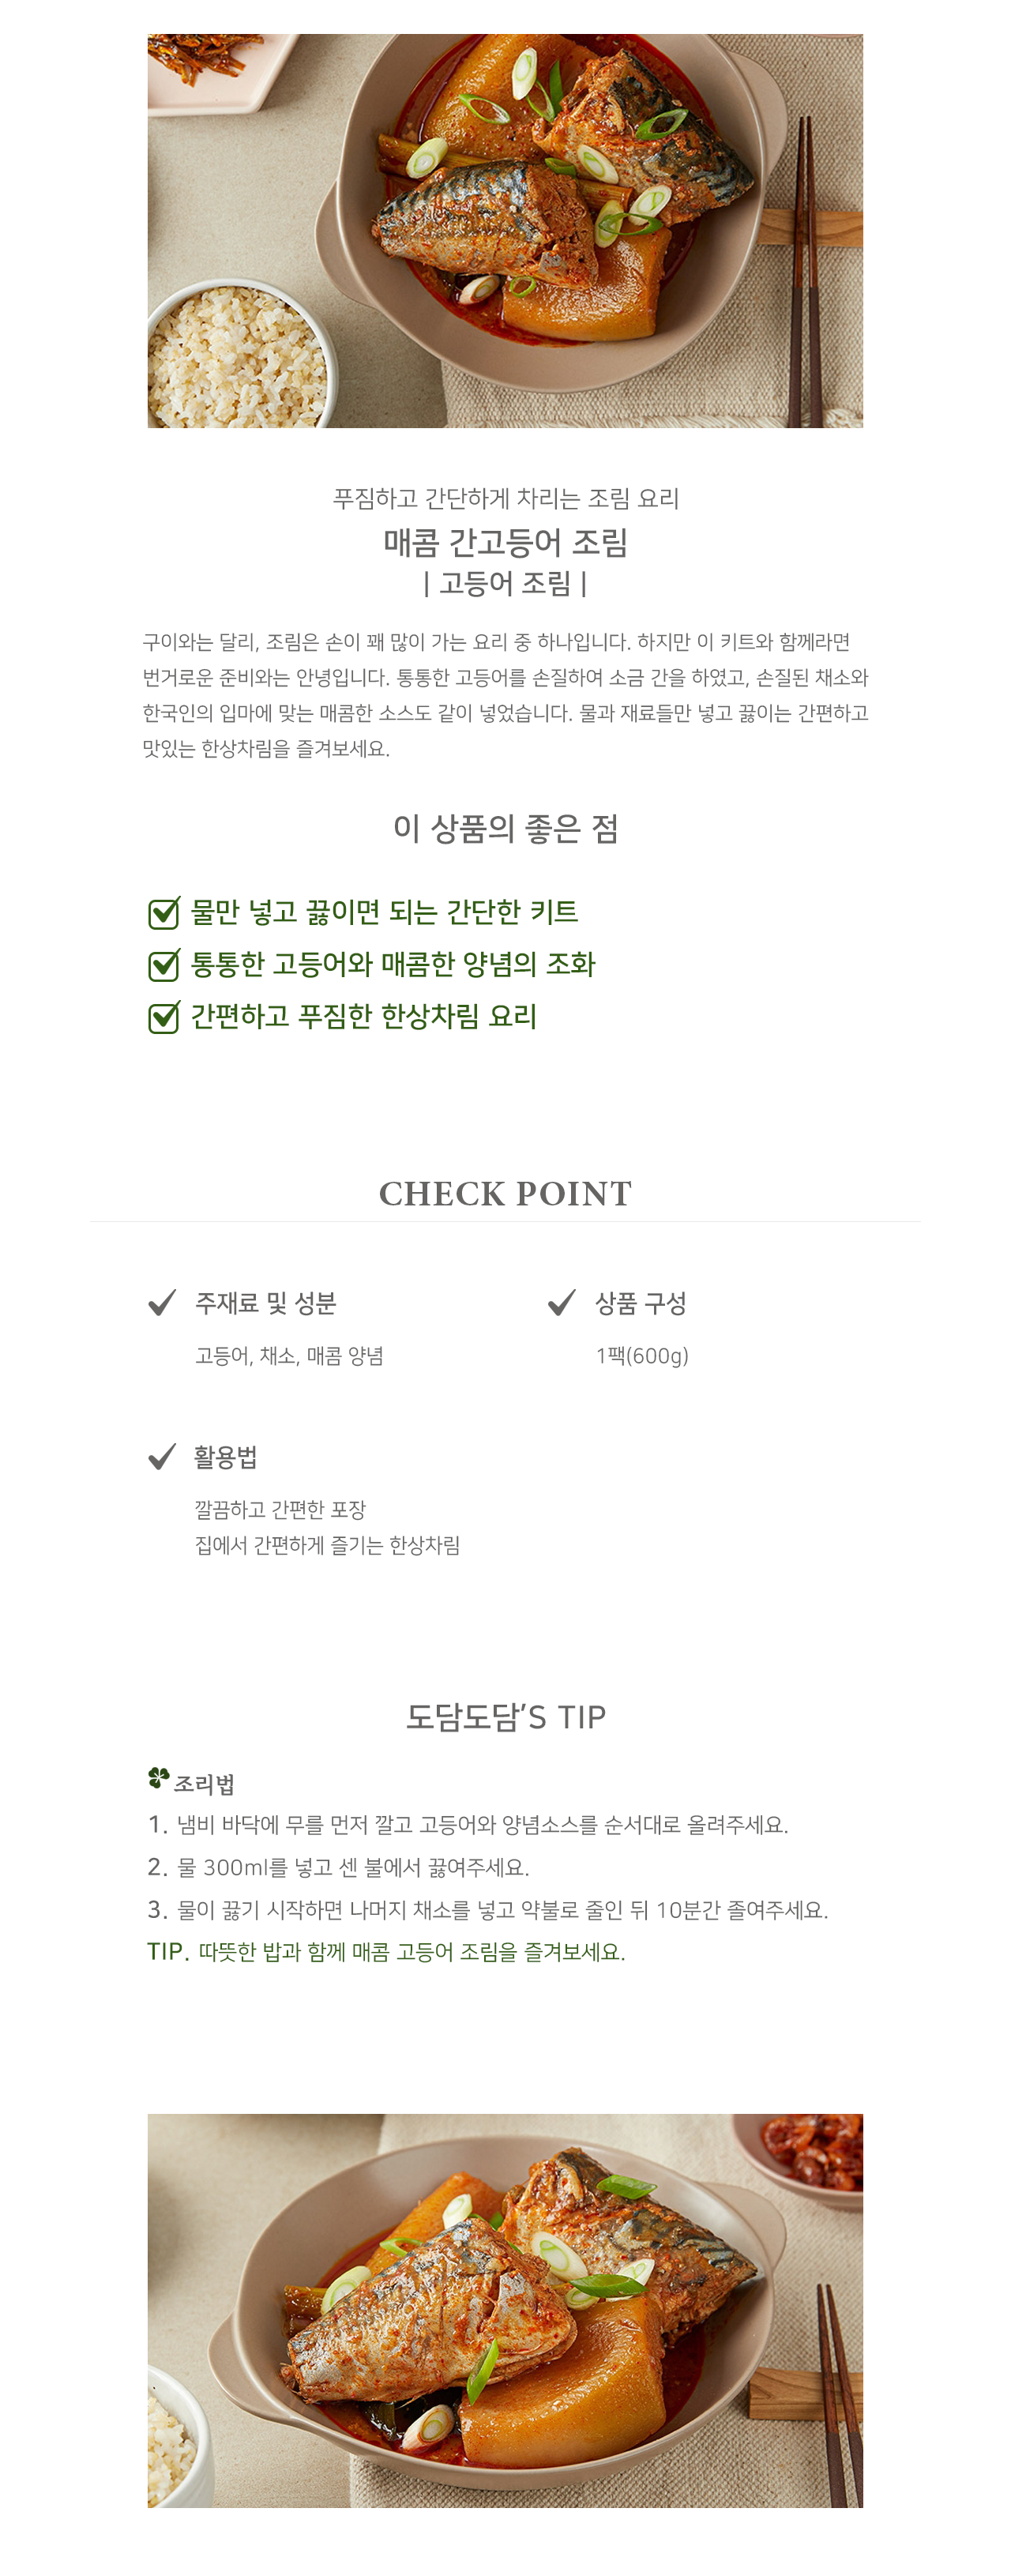 푸짐하고 간단하게 차리는 조림 요리
매콤 간고등어 조림
| 고등어 조림 |
구이와는 달리, 조림은 손이 꽤 많이 가는 요리 중 하나입니다. 하지만 이 키트와 함께라면
번거로운 준비와는 안녕입니다. 통통한 고등어를 손질하여 소금 간을 하였고, 손질된 채소와
한국인의 입마에 맞는 매콤한 소스도 같이 넣었습니다. 물과 재료들만 넣고 끓이는 간편하고
맛있는 한상차림을 즐겨보세요.
이 상품의 좋은 점
물만 넣고 끓이면 되는 간단한 키트
통통한 고등어와 매콤한 양념의 조화
간편하고 푸짐한 한상차림 요리
CHECK POINT
주재료 및 성분
고등어, 채소, 매콤 양념
상품 구성
1팩(600g)
활용법
깔끔하고 간편한 포장
집에서 간편하게 즐기는 한상차림
도담도담’S TIP
조리법
1. 냄비 바닥에 무를 먼저 깔고 고등어와 양념소스를 순서대로 올려주세요.
2. 물 300ml를 넣고 센 불에서 끓여주세요.
3. 물이 끓기 시작하면 나머지 채소를 넣고 약불로 줄인 뒤 10분간 졸여주세요.
TIP. 따뜻한 밥과 함께 매콤 고등어 조림을 즐겨보세요.